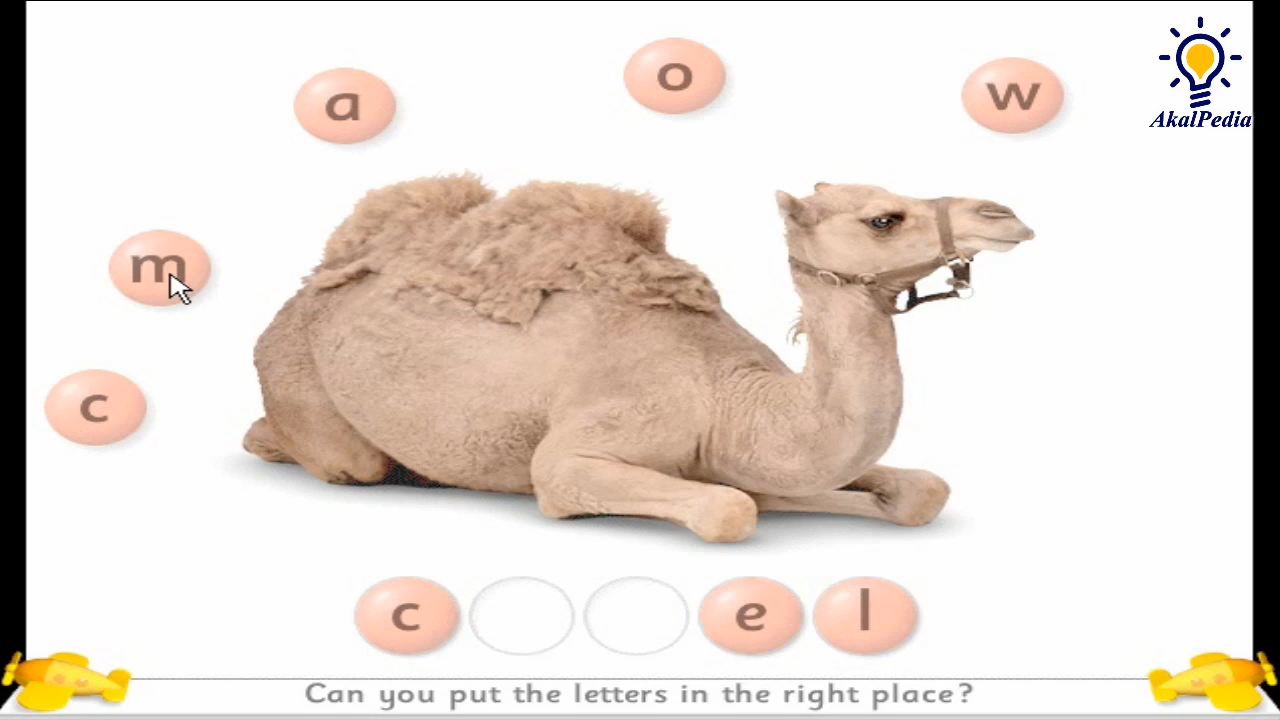 o
a
w
AkalPedia
m
c
c e l
Can you put the letters in the right place?